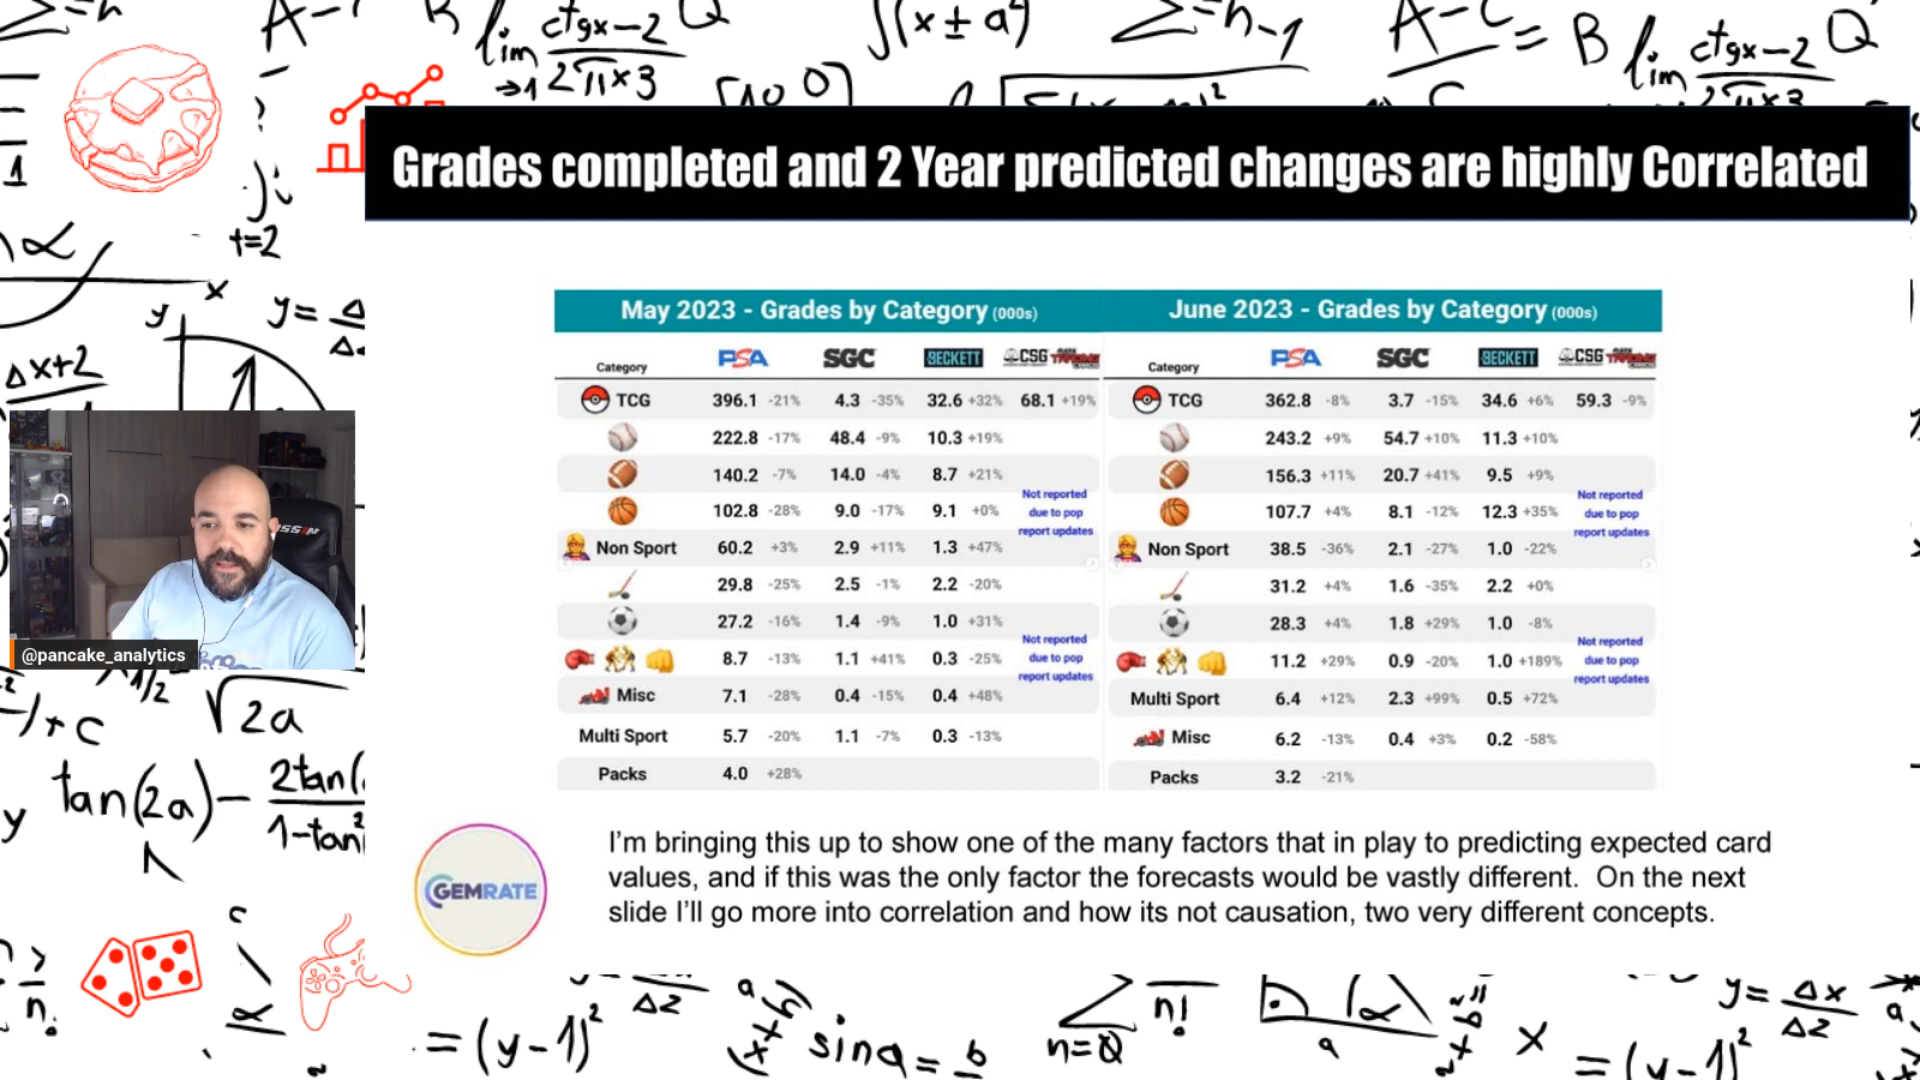 Grades completed and 2 Year predicted changes are highly Correlated
May 2023 - Grades by Category (000s)
Category PSA SGC BECKETT CSG
TCG 396.1 -21% 4.3 -35% 32.6 +32% 68.1 +19%
222.8 -17% 48.4 -9% 10.3 +19%
140.2 -7% 14.0 -4% 8.7 +21%
102.8 -28% 9.0 -17% 9.1 +0%
Not reported
due to pop
report updates
Non Sport 60.2 +3% 2.9 +11% 1.3 +47%
29.8 -25% 2.5 -1% 2.2 -20%
27.2 -16% 1.4 -9% 1.0 +31%
8.7 -13% 1.1 +41% 0.3 -25%
Not reported
due to pop
report updates
Misc 7.1 -28% 0.4 -15% 0.4 +48%
Multi Sport 5.7 -20% 1.1 -7% 0.3 -13%
Packs 4.0 +28%
June 2023 - Grades by Category (000s)
Category PSA SGC BECKETT CSG
TCG 362.8 -8% 3.7 -15% 34.6 +6% 59.3 -9%
243.2 +9% 54.7 +10% 11.3 +10%
156.3 +11% 20.7 +41% 9.5 +9%
107.7 +4% 8.1 -12% 12.3 +35%
Not reported
due to pop
report updates
Non Sport 38.5 -36% 2.1 -27% 1.0 -22%
31.2 +4% 1.6 -35% 2.2 +0%
28.3 +4% 1.8 +29% 1.0 -8%
11.2 +29% 0.9 -20% 1.0 +189%
Not reported
due to pop
report updates
Multi Sport 6.4 +12% 2.3 +99% 0.5 +72%
Misc 6.2 -13% 0.4 +3% 0.2 -58%
Packs 3.2 -21%
@pancake_analytics
GEMRATE
I'm bringing this up to show one of the many factors that in play to predicting expected card
values, and if this was the only factor the forecasts would be vastly different. On the next
slide I'll go more into correlation and how its not causation, two very different concepts.